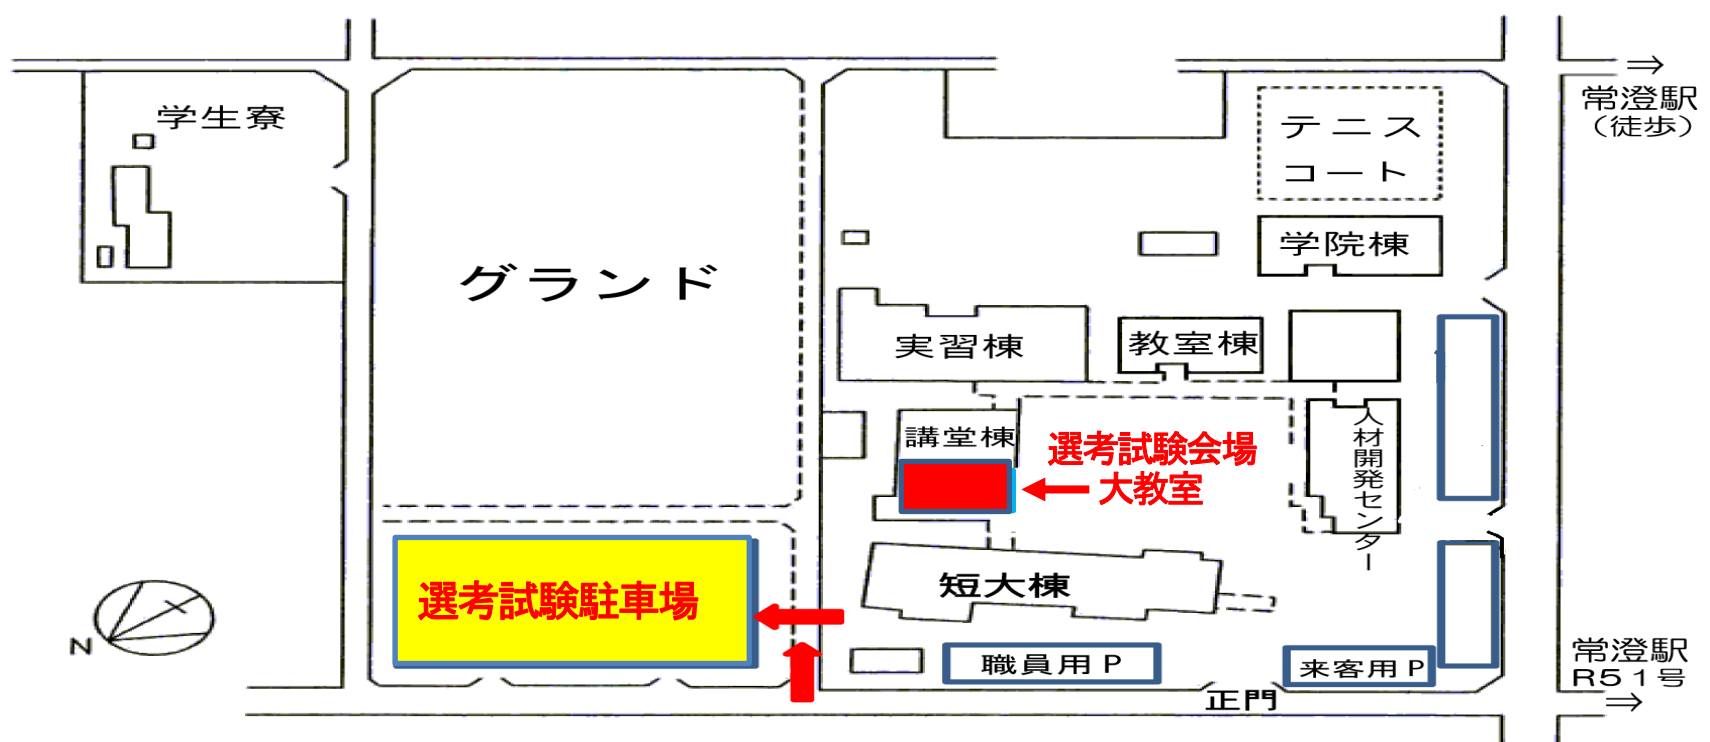 ⇒
常澄駅
（徒歩）
学生寮
テニス
コート
グランド
学院棟
実習棟
教室棟
講堂棟
選考試験会場
大教室
人材開発センター
選考試験駐車場
短大棟
N
職員用P
来客用P
正門
常澄駅
R51号
⇒